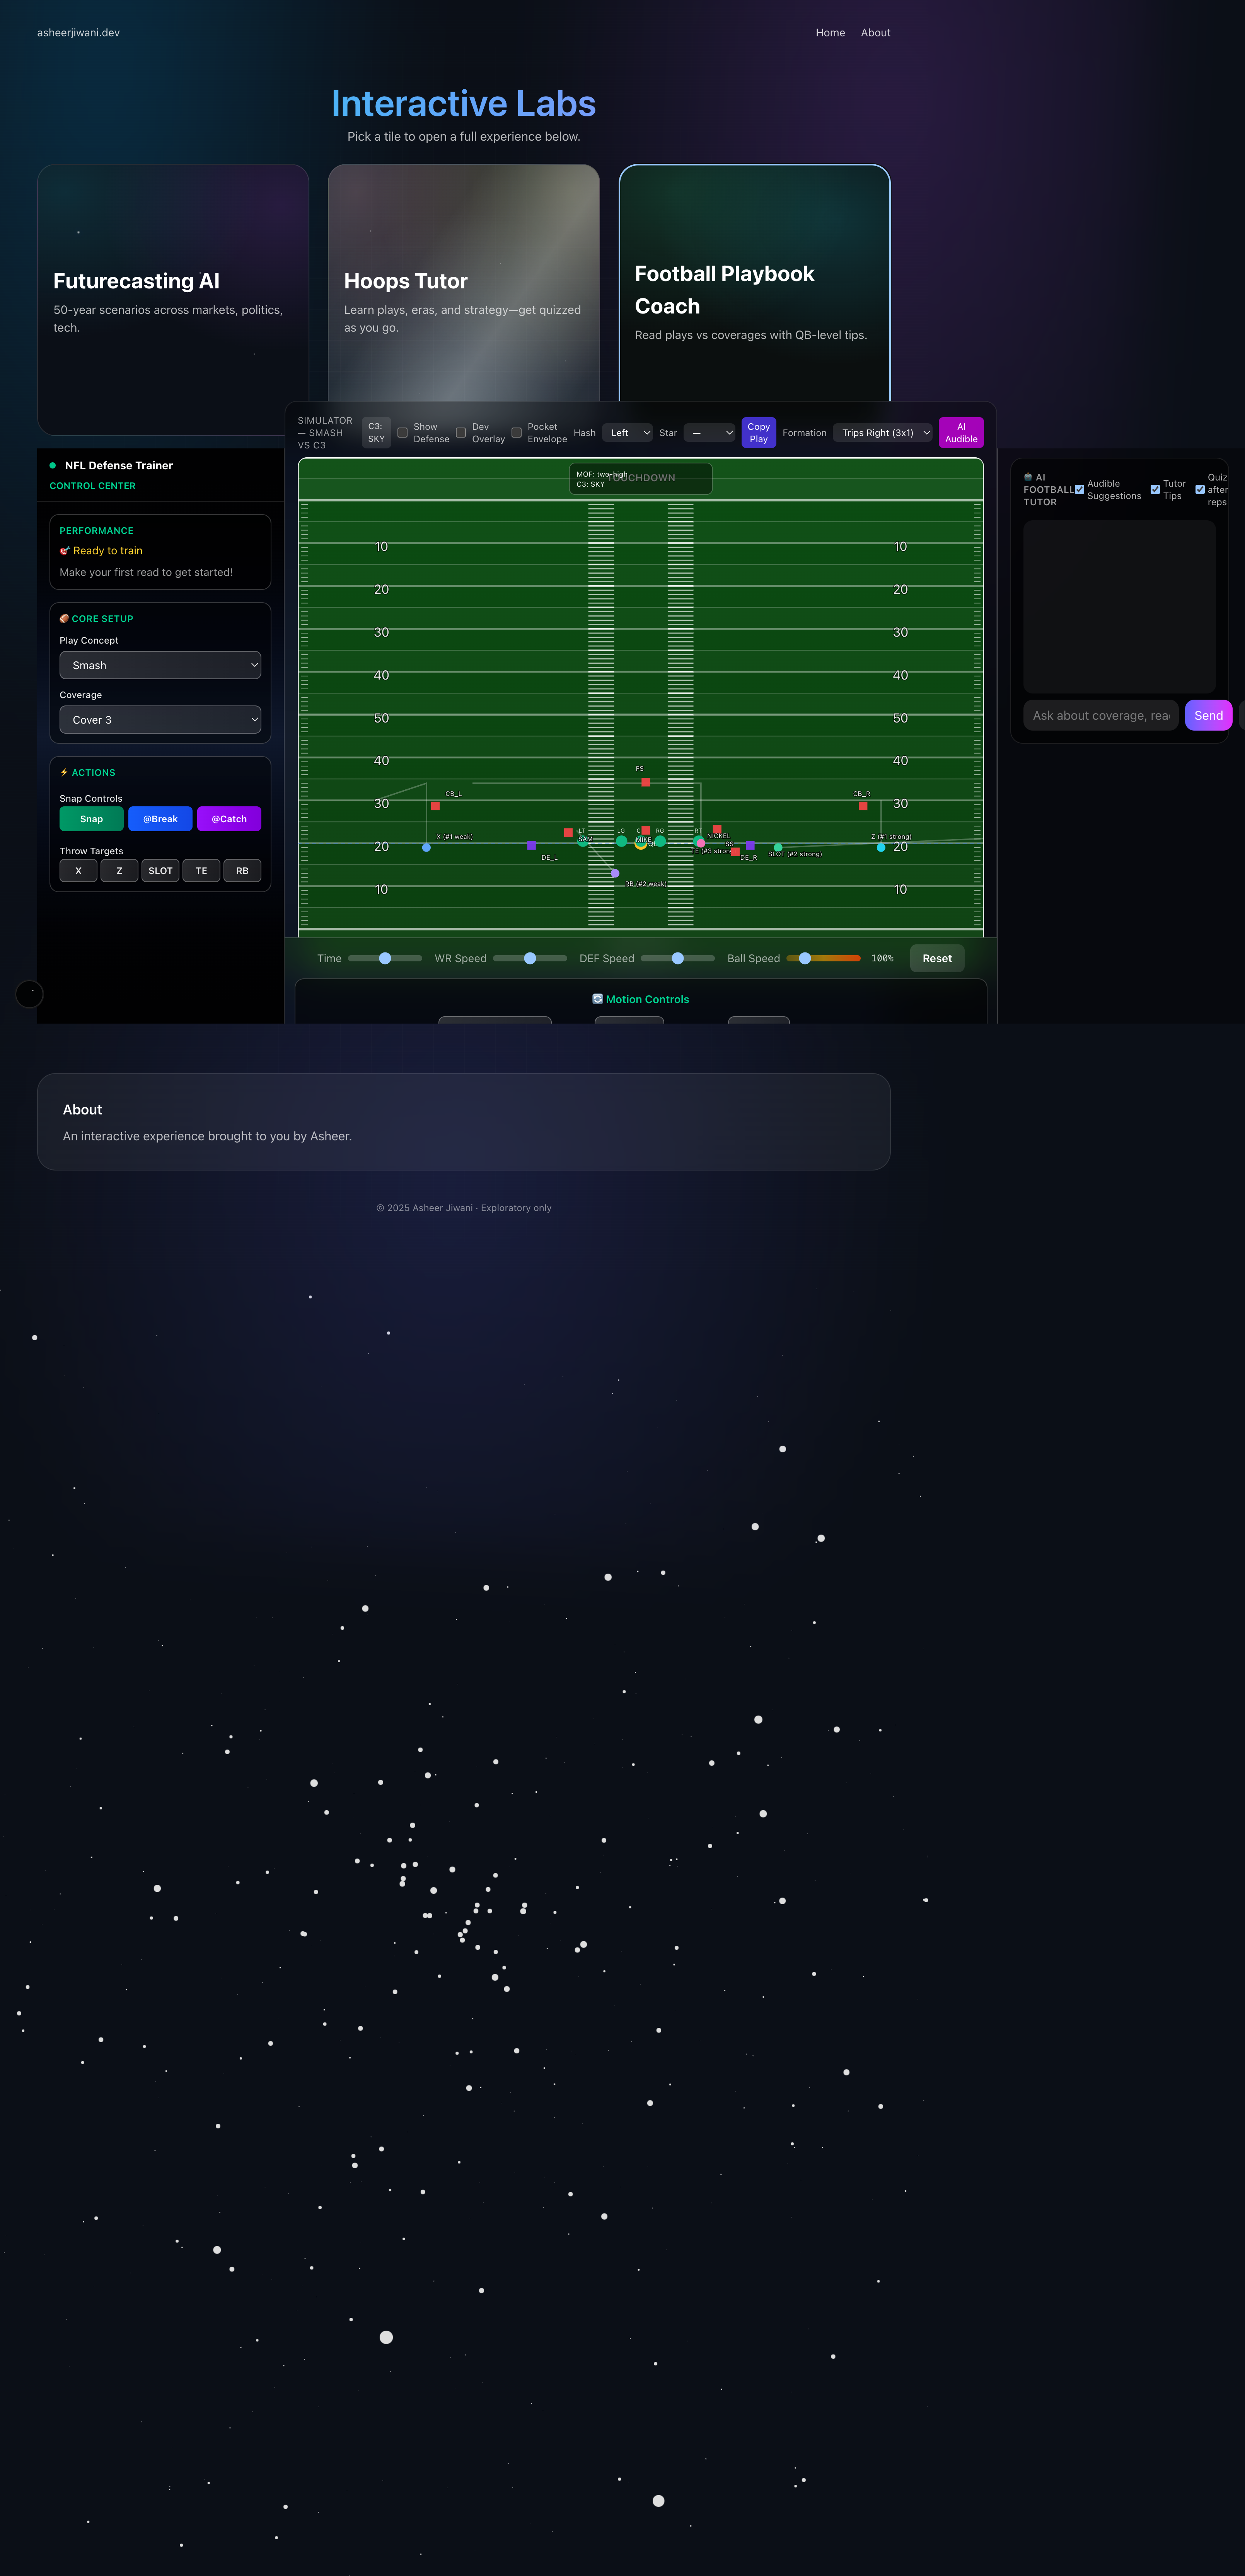 asheerjiwani.dev
Home
About
Interactive Labs
Pick a tile to open a full experience below.
Futurecasting AI
50-year scenarios across markets, politics,
tech.
Hoops Tutor
Learn plays, eras, and strategy—get quizzed
as you go.
Football Playbook
Coach
Read plays vs coverages with QB-level tips.
NFL Defense Trainer
CONTROL CENTER
PERFORMANCE
Ready to train
Make your first read to get started!
CORE SETUP
Play Concept
Smash
Coverage
Cover 3
ACTIONS
Snap Controls
Snap
@Break
@Catch
Throw Targets
X
Z
SLOT
TE
RB
SIMULATOR
— SMASH
VS C3
C3:
SKY
Show
Defense
Dev
Overlay
Pocket
Envelope
Hash
Left
Star
—
Copy
Play
Formation
Trips Right (3x1)
AI
Audible
MOF: two-high
C3: SKY
TOUCHDOWN
10
10
20
20
30
30
40
40
50
50
40
40
FS
CB_L
CB_R
30
30
LT
LG
C
RG
RT
X (#1 weak)
SAM
MIKE
NICKEL
Z (#1 strong)
SS
20
20
TE (#3 strong)
SLOT (#2 strong)
DE_L
DE_R
RB (#2 weak)
10
10
Time
WR Speed
DEF Speed
Ball Speed
100%
Reset
Motion Controls
AI
FOOTBALL
TUTOR
Audible
Suggestions
Tutor
Tips
Quiz
after
reps
Ask about coverage, rea
Send
About
An interactive experience brought to you by Asheer.
© 2025 Asheer Jiwani · Exploratory only